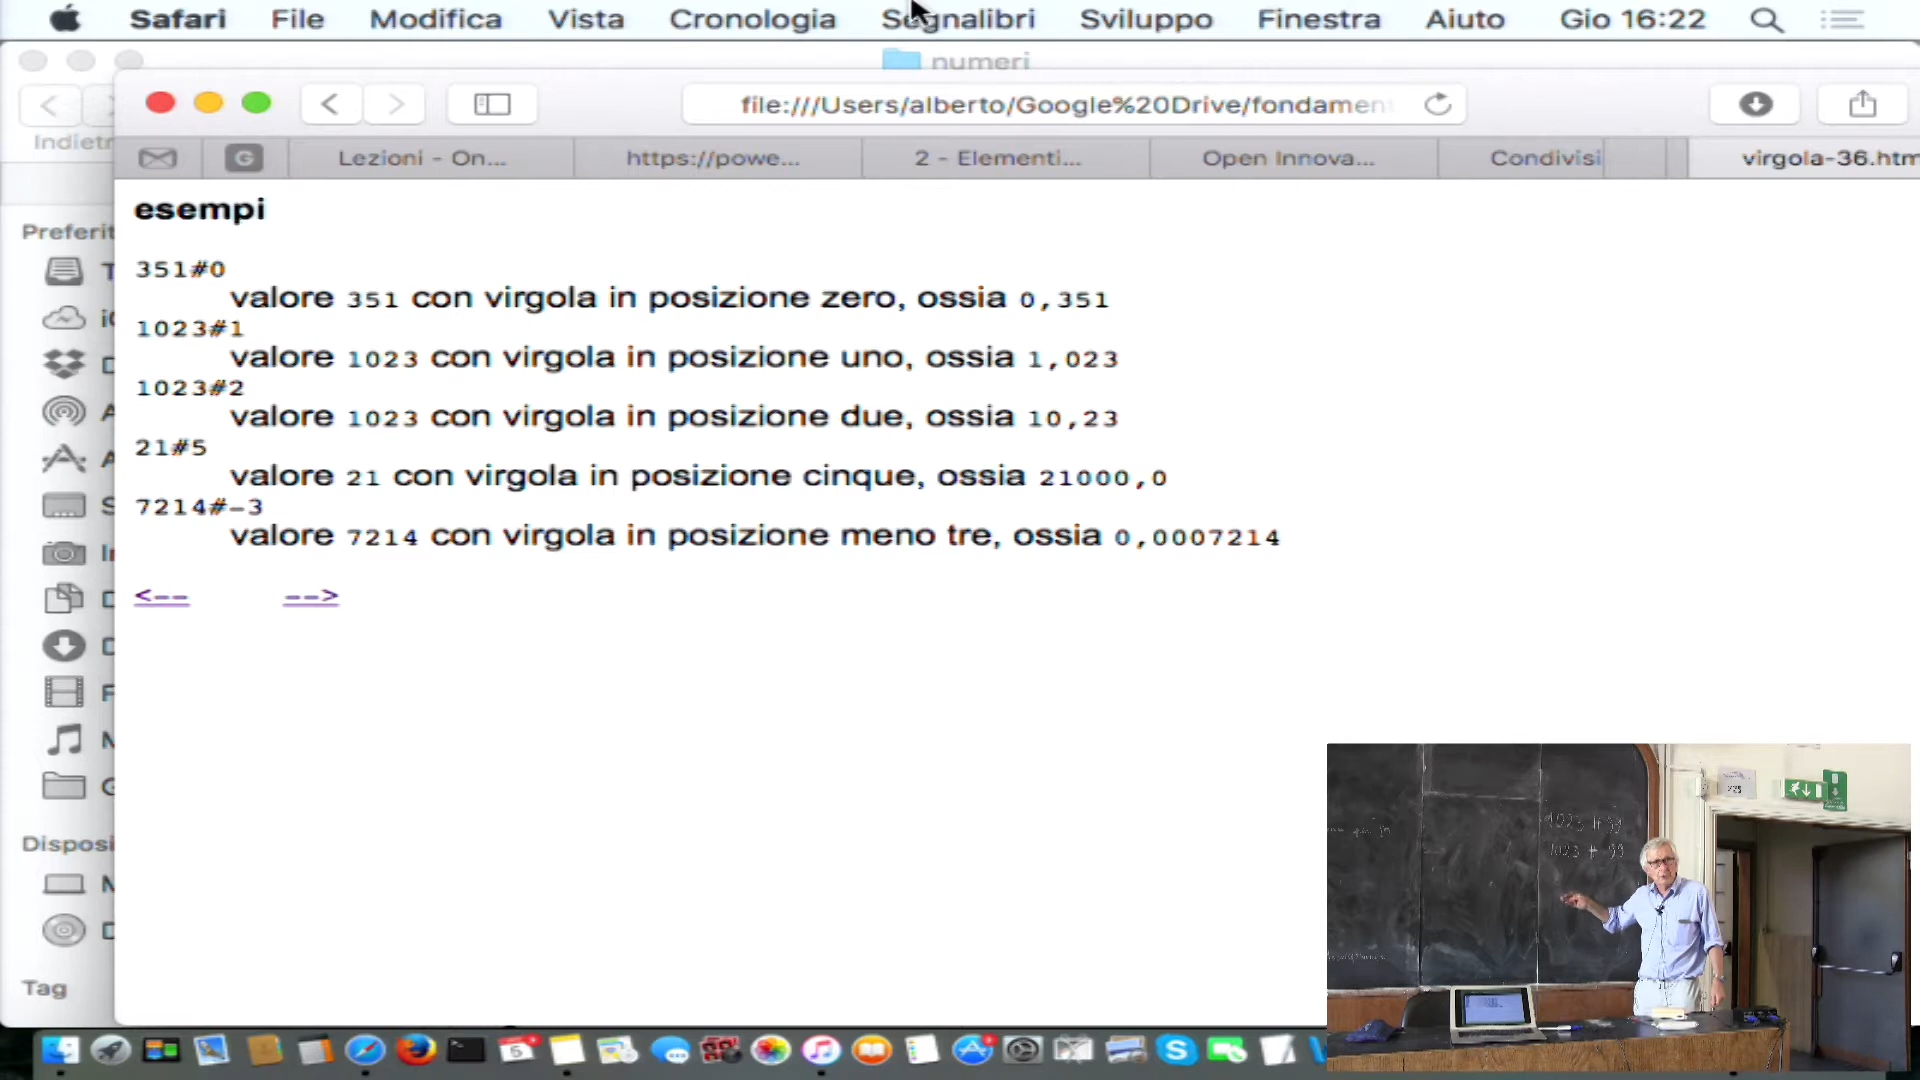 Safari File Modifica Vista Cronologia Segnalibri Sviluppo Finestra Aiuto Gio 16:22
numeri
file:///Users/alberto/Google%20Drive/fondamen
Indietr
G Lezioni - On... https://powe... 2 - Elementi... Open Innova... Condivisi virgola-36.htm
esempi
Preferit
351#0
valore 351 con virgola in posizione zero, ossia 0,351
1023#1
valore 1023 con virgola in posizione uno, ossia 1,023
1023#2
valore 1023 con virgola in posizione due, ossia 10,23
21#5
valore 21 con virgola in posizione cinque, ossia 21000,0
7214#-3
valore 7214 con virgola in posizione meno tre, ossia 0,0007214
<-- -->
Disposi
Tag
1023 # 99
1023 # -99